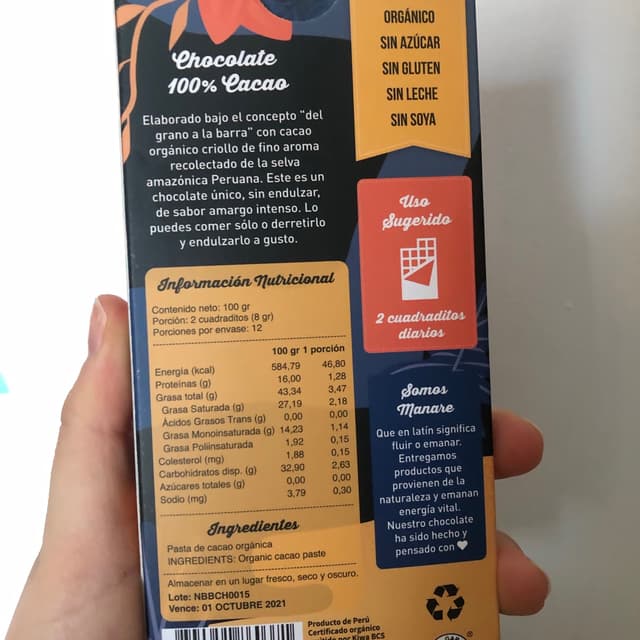 Chocolate
100% Cacao
Elaborado bajo el concepto "del
grano a la barra" con cacao
orgánico criollo de fino aroma
recolectado de la selva
amazónica Peruana. Este es un
chocolate único, sin endulzar,
de sabor amargo intenso. Lo
puedes comer sólo o derretirlo
y endulzarlo a gusto.
ORGÁNICO
SIN AZÚCAR
SIN GLUTEN
SIN LECHE
SIN SOYA
Uso
Sugerido
2 cuadraditos
diarios
Información Nutricional
Contenido neto: 100 gr
Porción: 2 cuadraditos (8 gr)
Porciones por envase: 12
100 gr 1 porción
Energía (kcal) 584,79 46,80
Proteínas (g) 16,00 1,28
Grasa total (g) 43,34 3,47
Grasa Saturada (g) 27,19 2,18
Ácidos Grasos Trans (g) 0,00 0,00
Grasa Monoinsaturada (g) 14,23 1,14
Grasa Poliinsaturada 1,92 0,15
Colesterol (mg) 1,88 0,15
Carbohidratos disp. (g) 32,90 2,63
Azúcares totales (g) 0,00 0,00
Sodio (mg) 3,79 0,30
Somos
Manare
Que en latín significa
fluir o emanar.
Entregamos
productos que
provienen de la
naturaleza y emanan
energía vital.
Nuestro chocolate
ha sido hecho y
pensado con
Ingredientes
Pasta de cacao orgánica
INGREDIENTS: Organic cacao paste
Almacenar en un lugar fresco, seco y oscuro.
Lote: NBBCH0015
Vence: 01 OCTUBRE 2021
Producto de Perú
Certificado orgánico
por Kiwa BCS